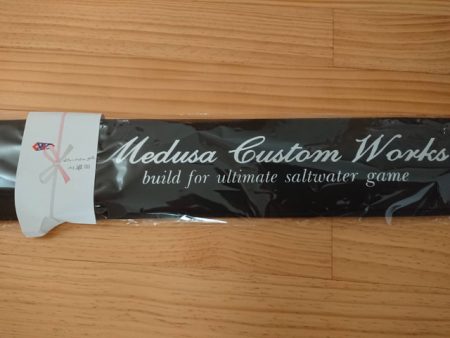 Medusa Custom Works
build for ultimate saltwater game